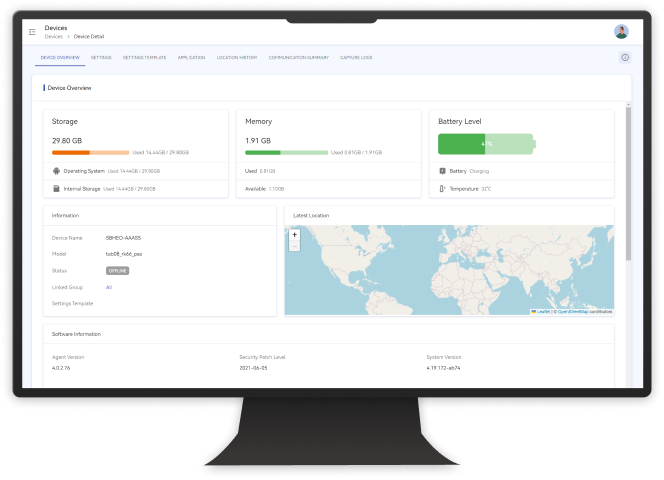 Devices
Devices > Device Detail
DEVICE OVERVIEW SETTINGS SETTINGS TEMPLATE APPLICATION LOCATION HISTORY COMMUNICATION SUMMARY CAPTURE LOGS
Device Overview
Storage
29.80 GB
Used 14.44GB / 29.80GB
Operating System Used 14.44GB / 29.80GB
Internal Storage Used 14.44GB / 29.80GB
Memory
1.91 GB
Used 0.81GB / 1.91GB
Used 0.81GB
Available 1.10GB
Battery Level
Battery Charging
Temperature 32°C
Information
Device Name SBHEO-AAASS
Model
Status OFFLINE
Linked Group All
Settings Template
Latest Location
+
Leaflet | © OpenStreetMap contributors
Software Information
Agent Version
4.0.2.76
Security Patch Level
2021-06-05
System Version
4.19.172-ab74